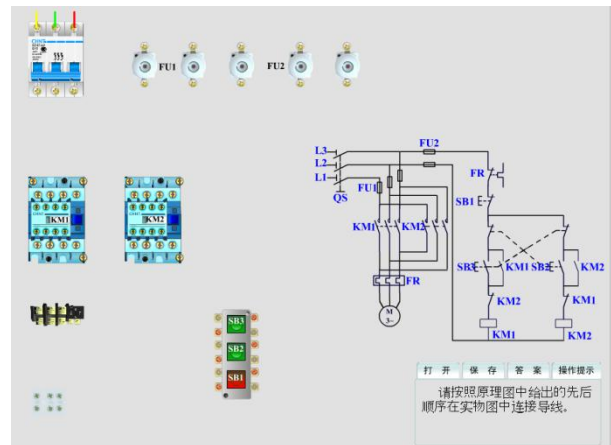 CHNT
FU1
FU2
KM1
KM2
SB3
SB2
SB1
FU2
L3
L2
L1
QS
FU1
FR
SB1
KM1
KM2
SB3
KM1
SB2
KM2
FR
KM2
KM1
M
3~
KM1
KM2
打 开
保 存
答 案
操作提示
请按照原理图中给出的先后
顺序在实物图中连接导线。